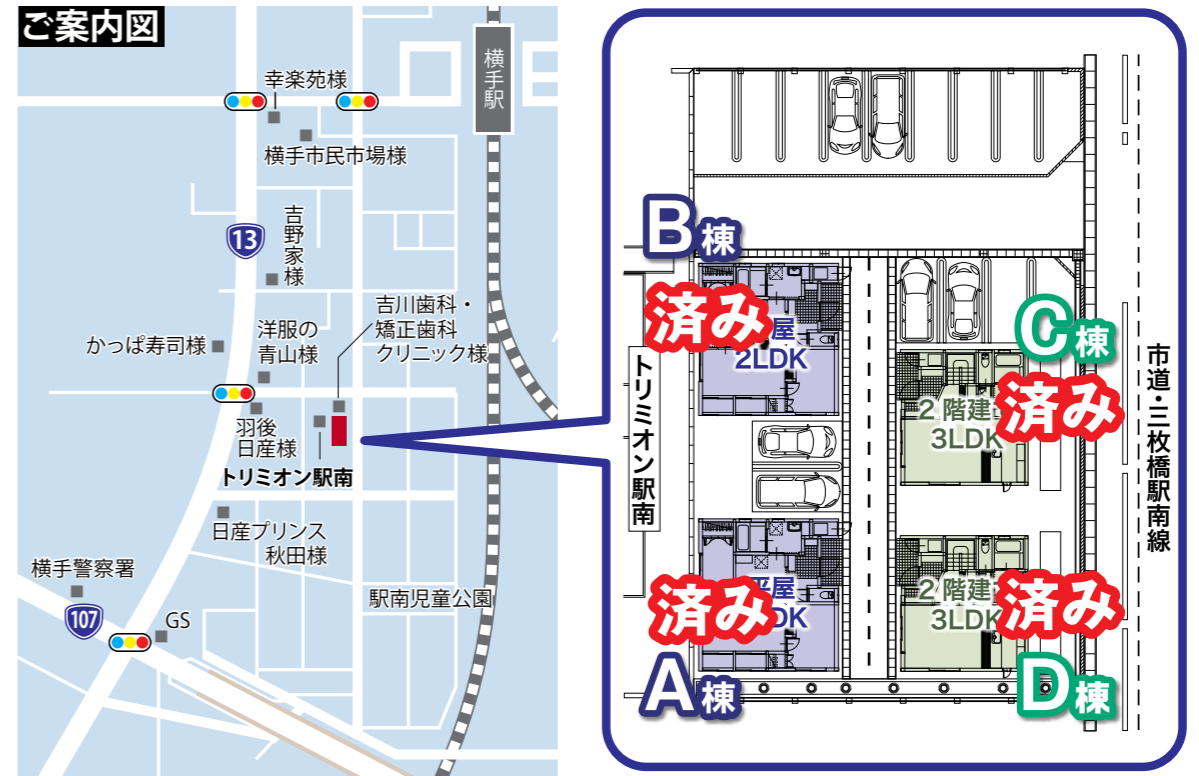 ご案内図
横手駅
幸楽苑様
横手市民市場様
13
吉野家様
吉川歯科・
矯正歯科
クリニック様
洋服の
青山様
かっぱ寿司様
羽後
日産様
トリミオン駅南
日産プリンス
秋田様
横手警察署
107
GS
駅南児童公園
B棟
済み
屋
2LDK
C棟
2階建
3LDK
済み
トリミオン駅南
市道・三枚橋駅南線
平屋
DK
済み
A棟
2階建
3LDK
済み
D棟